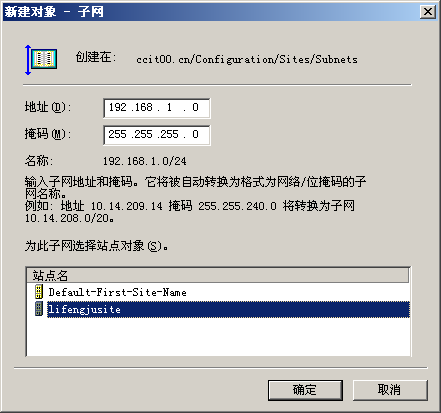 新建对象 - 子网
创建在: ccit00.cn/Configuration/Sites/Subnets
地址(D): 192 .168 . 1 . 0
掩码(M): 255 .255 .255 . 0
名称: 192.168.1.0/24
输入子网地址和掩码。它将被自动转换为格式为网络/位掩码的子
网名称。
例如: 地址 10.14.209.14 掩码 255.255.240.0 将转换为子网
10.14.208.0/20。
为此子网选择站点对象(S)。
站点名
Default-First-Site-Name
lifengjusite
确定 取消